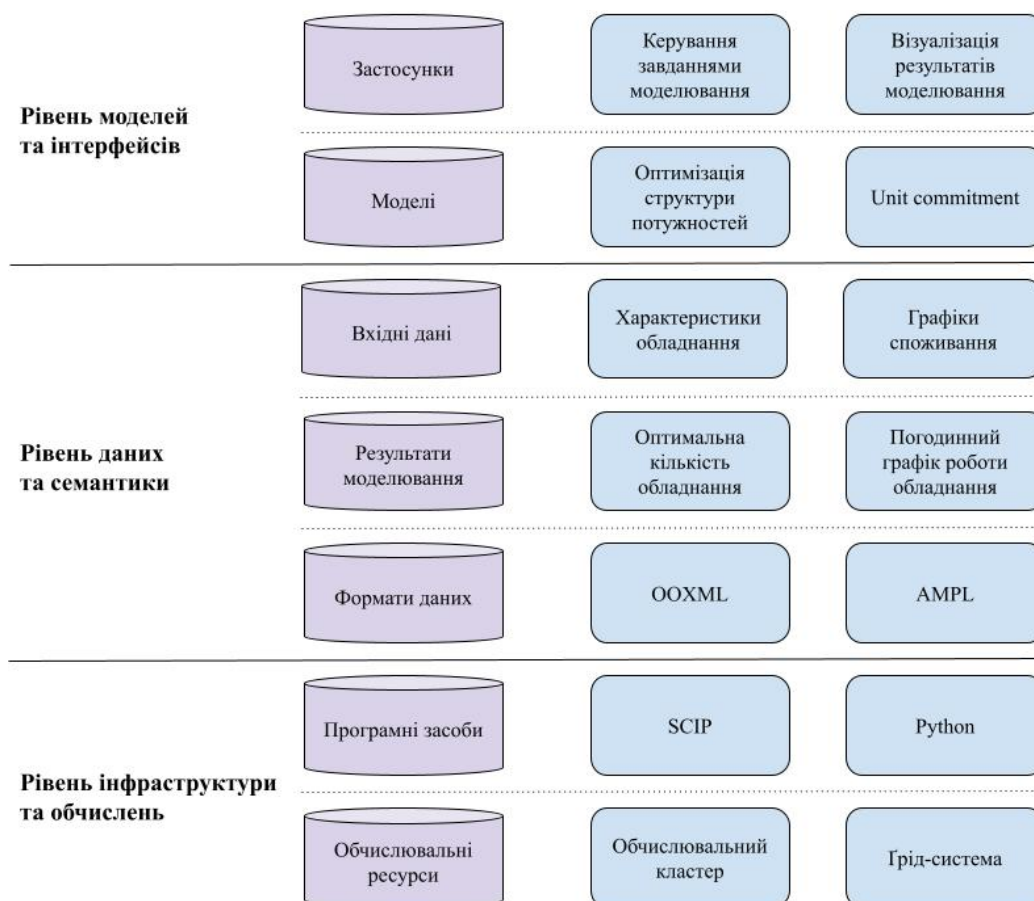 Застосунки
Керування
завданнями
моделювання
Візуалізація
результатів
моделювання
Рівень моделей
та інтерфейсів
Моделі
Оптимізація
структури
потужностей
Unit commitment
Вхідні дані
Характеристики
обладнання
Графіки
споживання
Рівень даних
та семантики
Результати
моделювання
Оптимальна
кількість
обладнання
Погодинний
графік роботи
обладнання
Формати даних
OOXML
AMPL
Програмні засоби
SCIP
Python
Рівень інфраструктури
та обчислень
Обчислювальні
ресурси
Обчислювальний
кластер
Грід-система